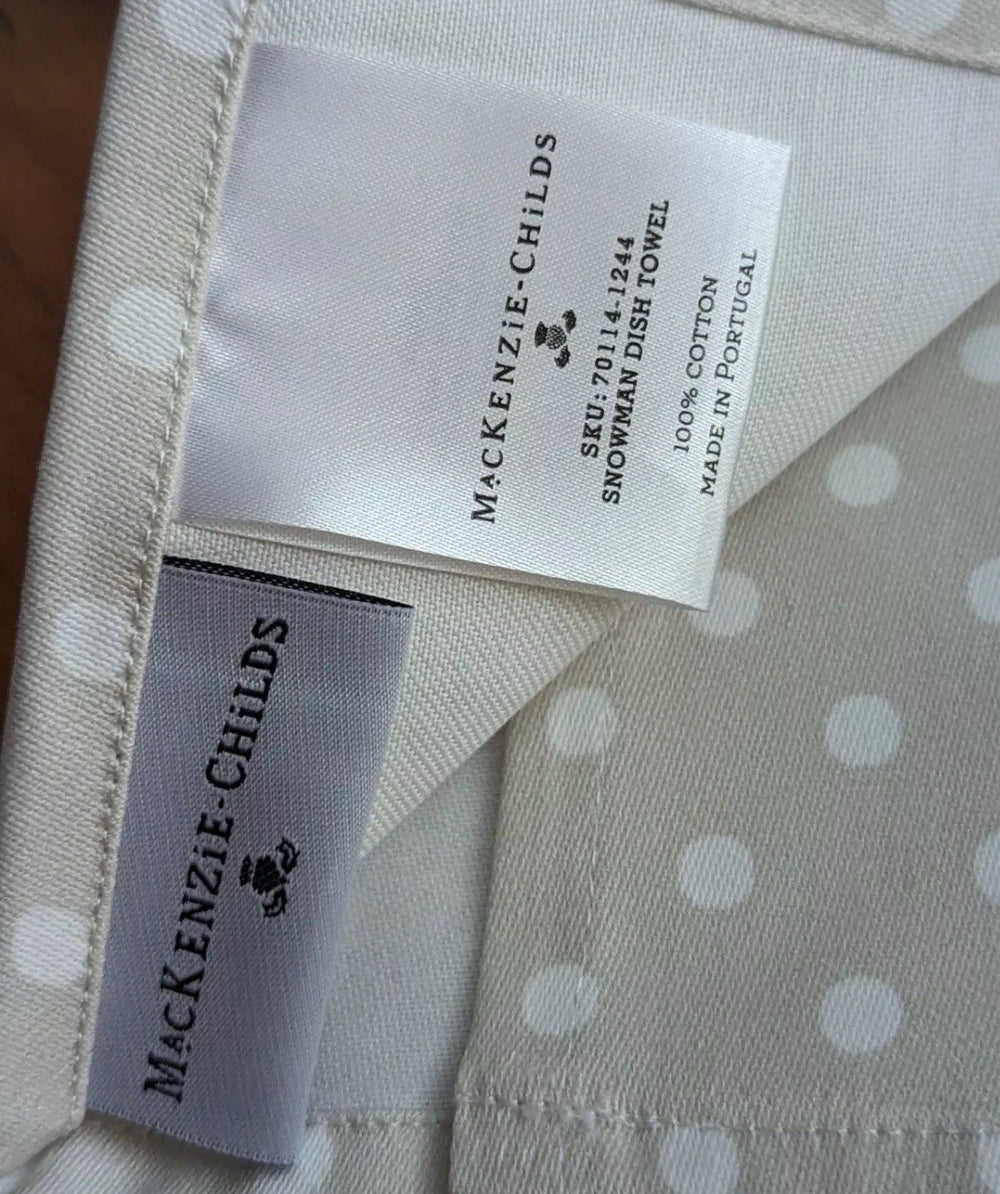 MacKENZiE-CHiLDS
SKU: 70114-1244
SNOWMAN DISH TOWEL
100% COTTON
MADE IN PORTUGAL
MacKENZiE-CHiLDS